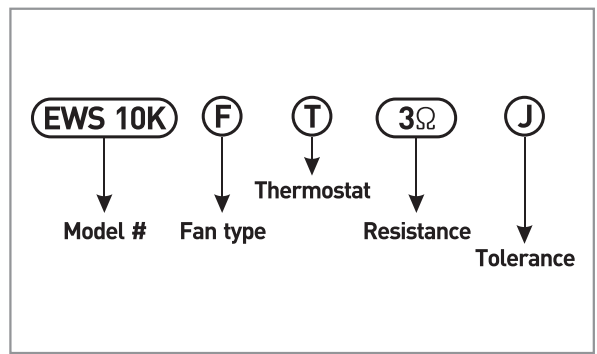 EWS 10K F T 3Ω J
Thermostat
Model # Fan type Resistance
Tolerance